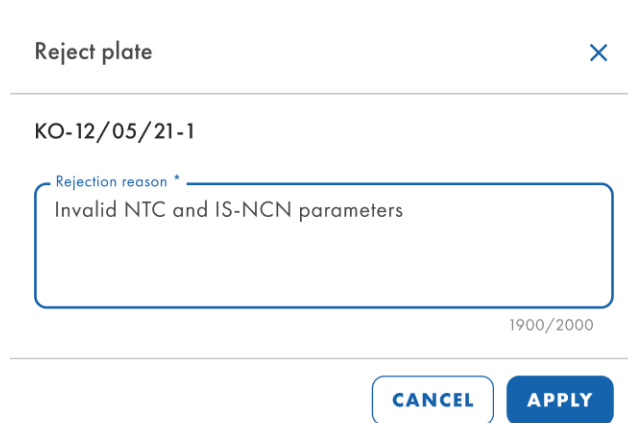 Reject plate
KO-12/05/21-1
Rejection reason *
Invalid NTC and IS-NCN parameters
1900/2000
CANCEL
APPLY